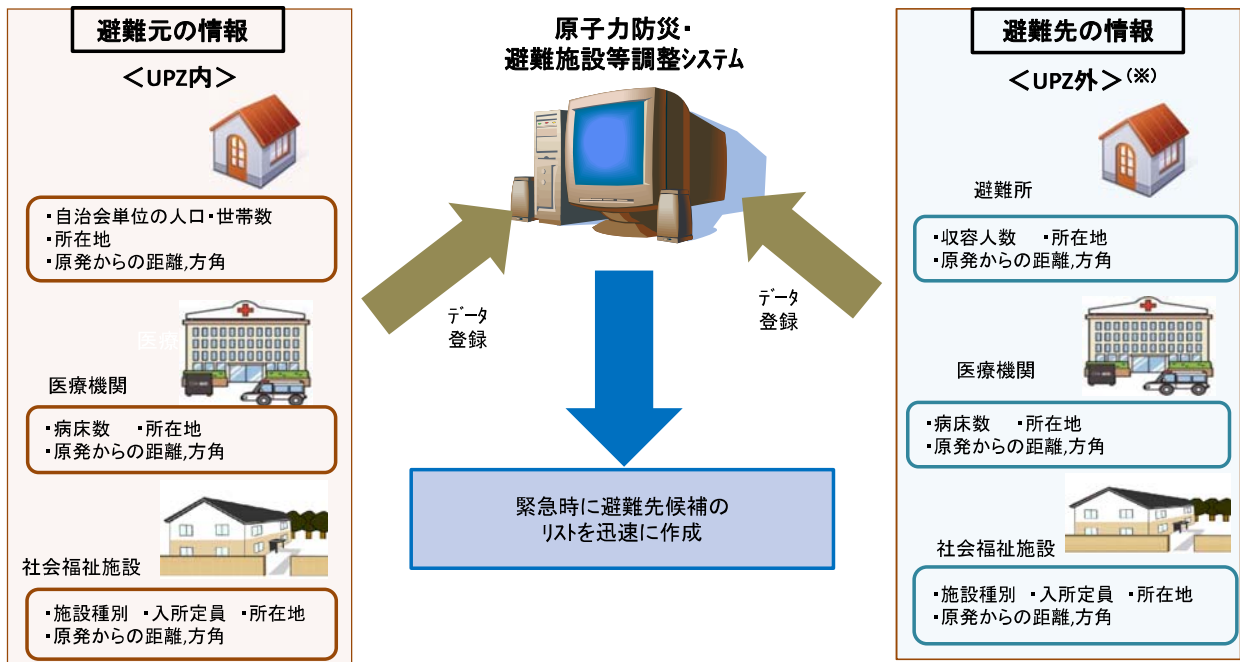 避難元の情報
＜UPZ内＞
・自治会単位の人口・世帯数
・所在地
・原発からの距離,方角
医療
医療機関
・病床数　・所在地
・原発からの距離,方角
社会福祉施設
・施設種別　・入所定員　・所在地
・原発からの距離,方角
原子力防災・
避難施設等調整ｼｽﾃﾑ
ﾃﾞｰﾀ
登録
ﾃﾞｰﾀ
登録
緊急時に避難先候補の
ﾘｽﾄを迅速に作成
避難先の情報
＜UPZ外＞(※)
避難所
・収容人数　・所在地
・原発からの距離,方角
医療機関
・病床数　・所在地
・原発からの距離,方角
社会福祉施設
・施設種別　・入所定員　・所在地
・原発からの距離,方角